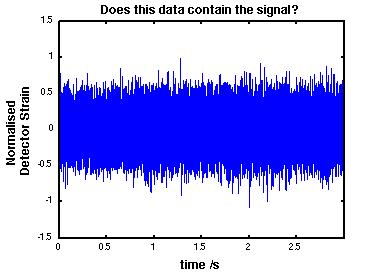 Does this data contain the signal?
1.5
1
0.5
0
-0.5
-1
-1.5
Normalised
Detector Strain
0 0.5 1 1.5 2 2.5
time /s